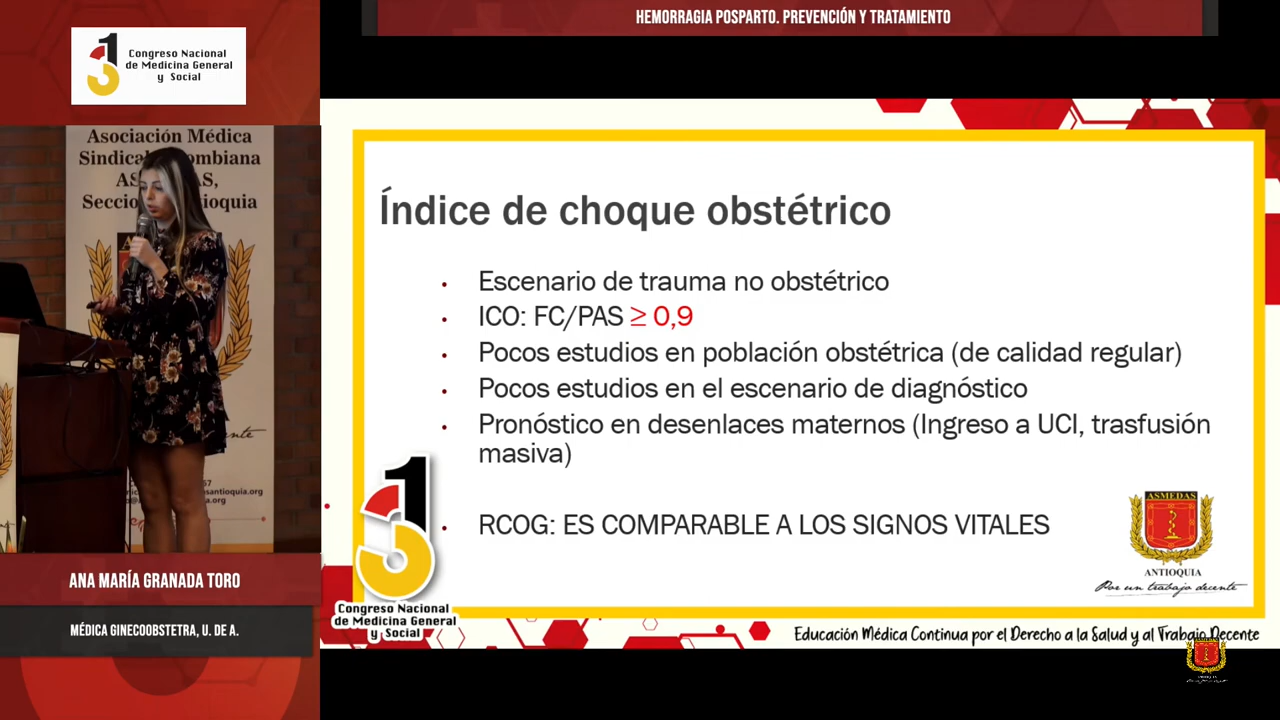 HEMORRAGIA POSPARTO. PREVENCIÓN Y TRATAMIENTO
31
Congreso Nacional
de Medicina General
y Social
Asociación Médica
Sindical
Seccio
Índice de choque obstétrico
• Escenario de trauma no obstétrico
• ICO: FC/PAS ≥ 0,9
• Pocos estudios en población obstétrica (de calidad regular)
• Pocos estudios en el escenario de diagnóstico
• Pronóstico en desenlaces maternos (Ingreso a UCI, trasfusión
masiva)
• RCOG: ES COMPARABLE A LOS SIGNOS VITALES
31
Congreso Nacional
de Medicina General
y Social
ASMEDAS
ANTIOQUIA
Por un trabajo decente
Educación Médica Continua por el Derecho a la Salud y al Trabajo Decente
ANA MARÍA GRANADA TORO
MÉDICA GINECOOBSTETRA, U. DE A.